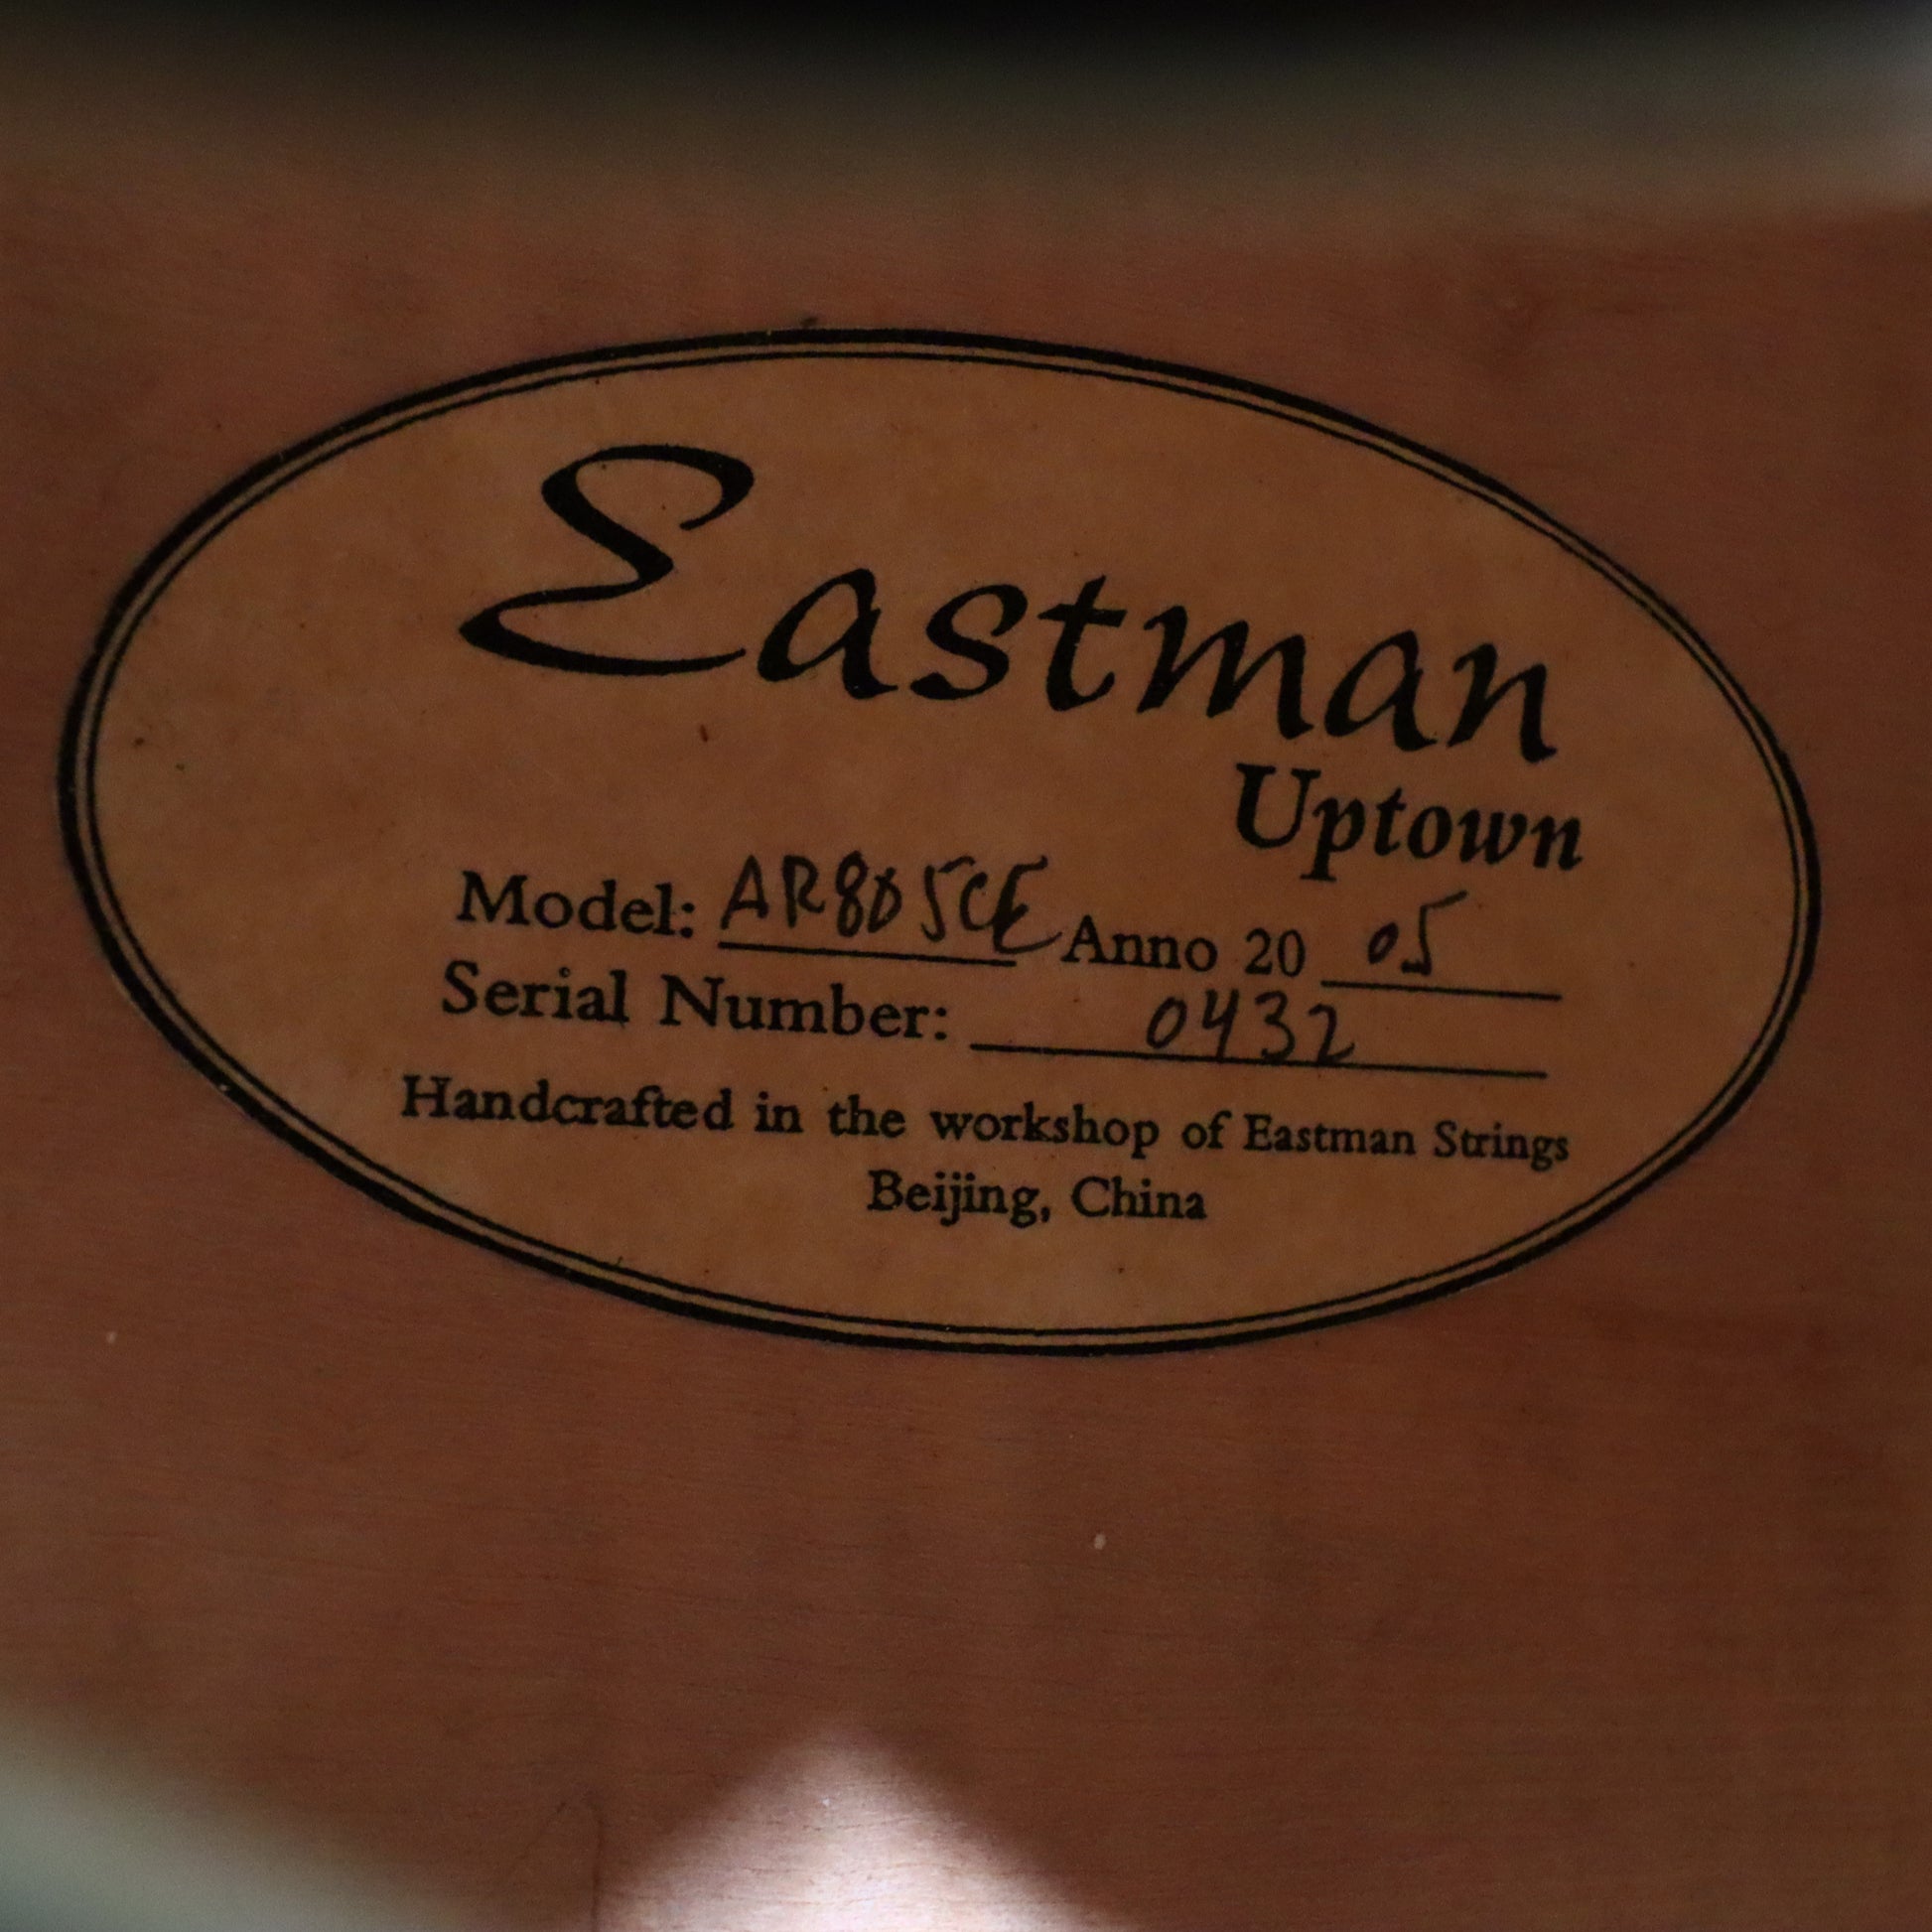 Eastman
Uptown
Model: AR805CE Anno 20 05
Serial Number: 0432
Handcrafted in the workshop of Eastman Strings
Beijing, China